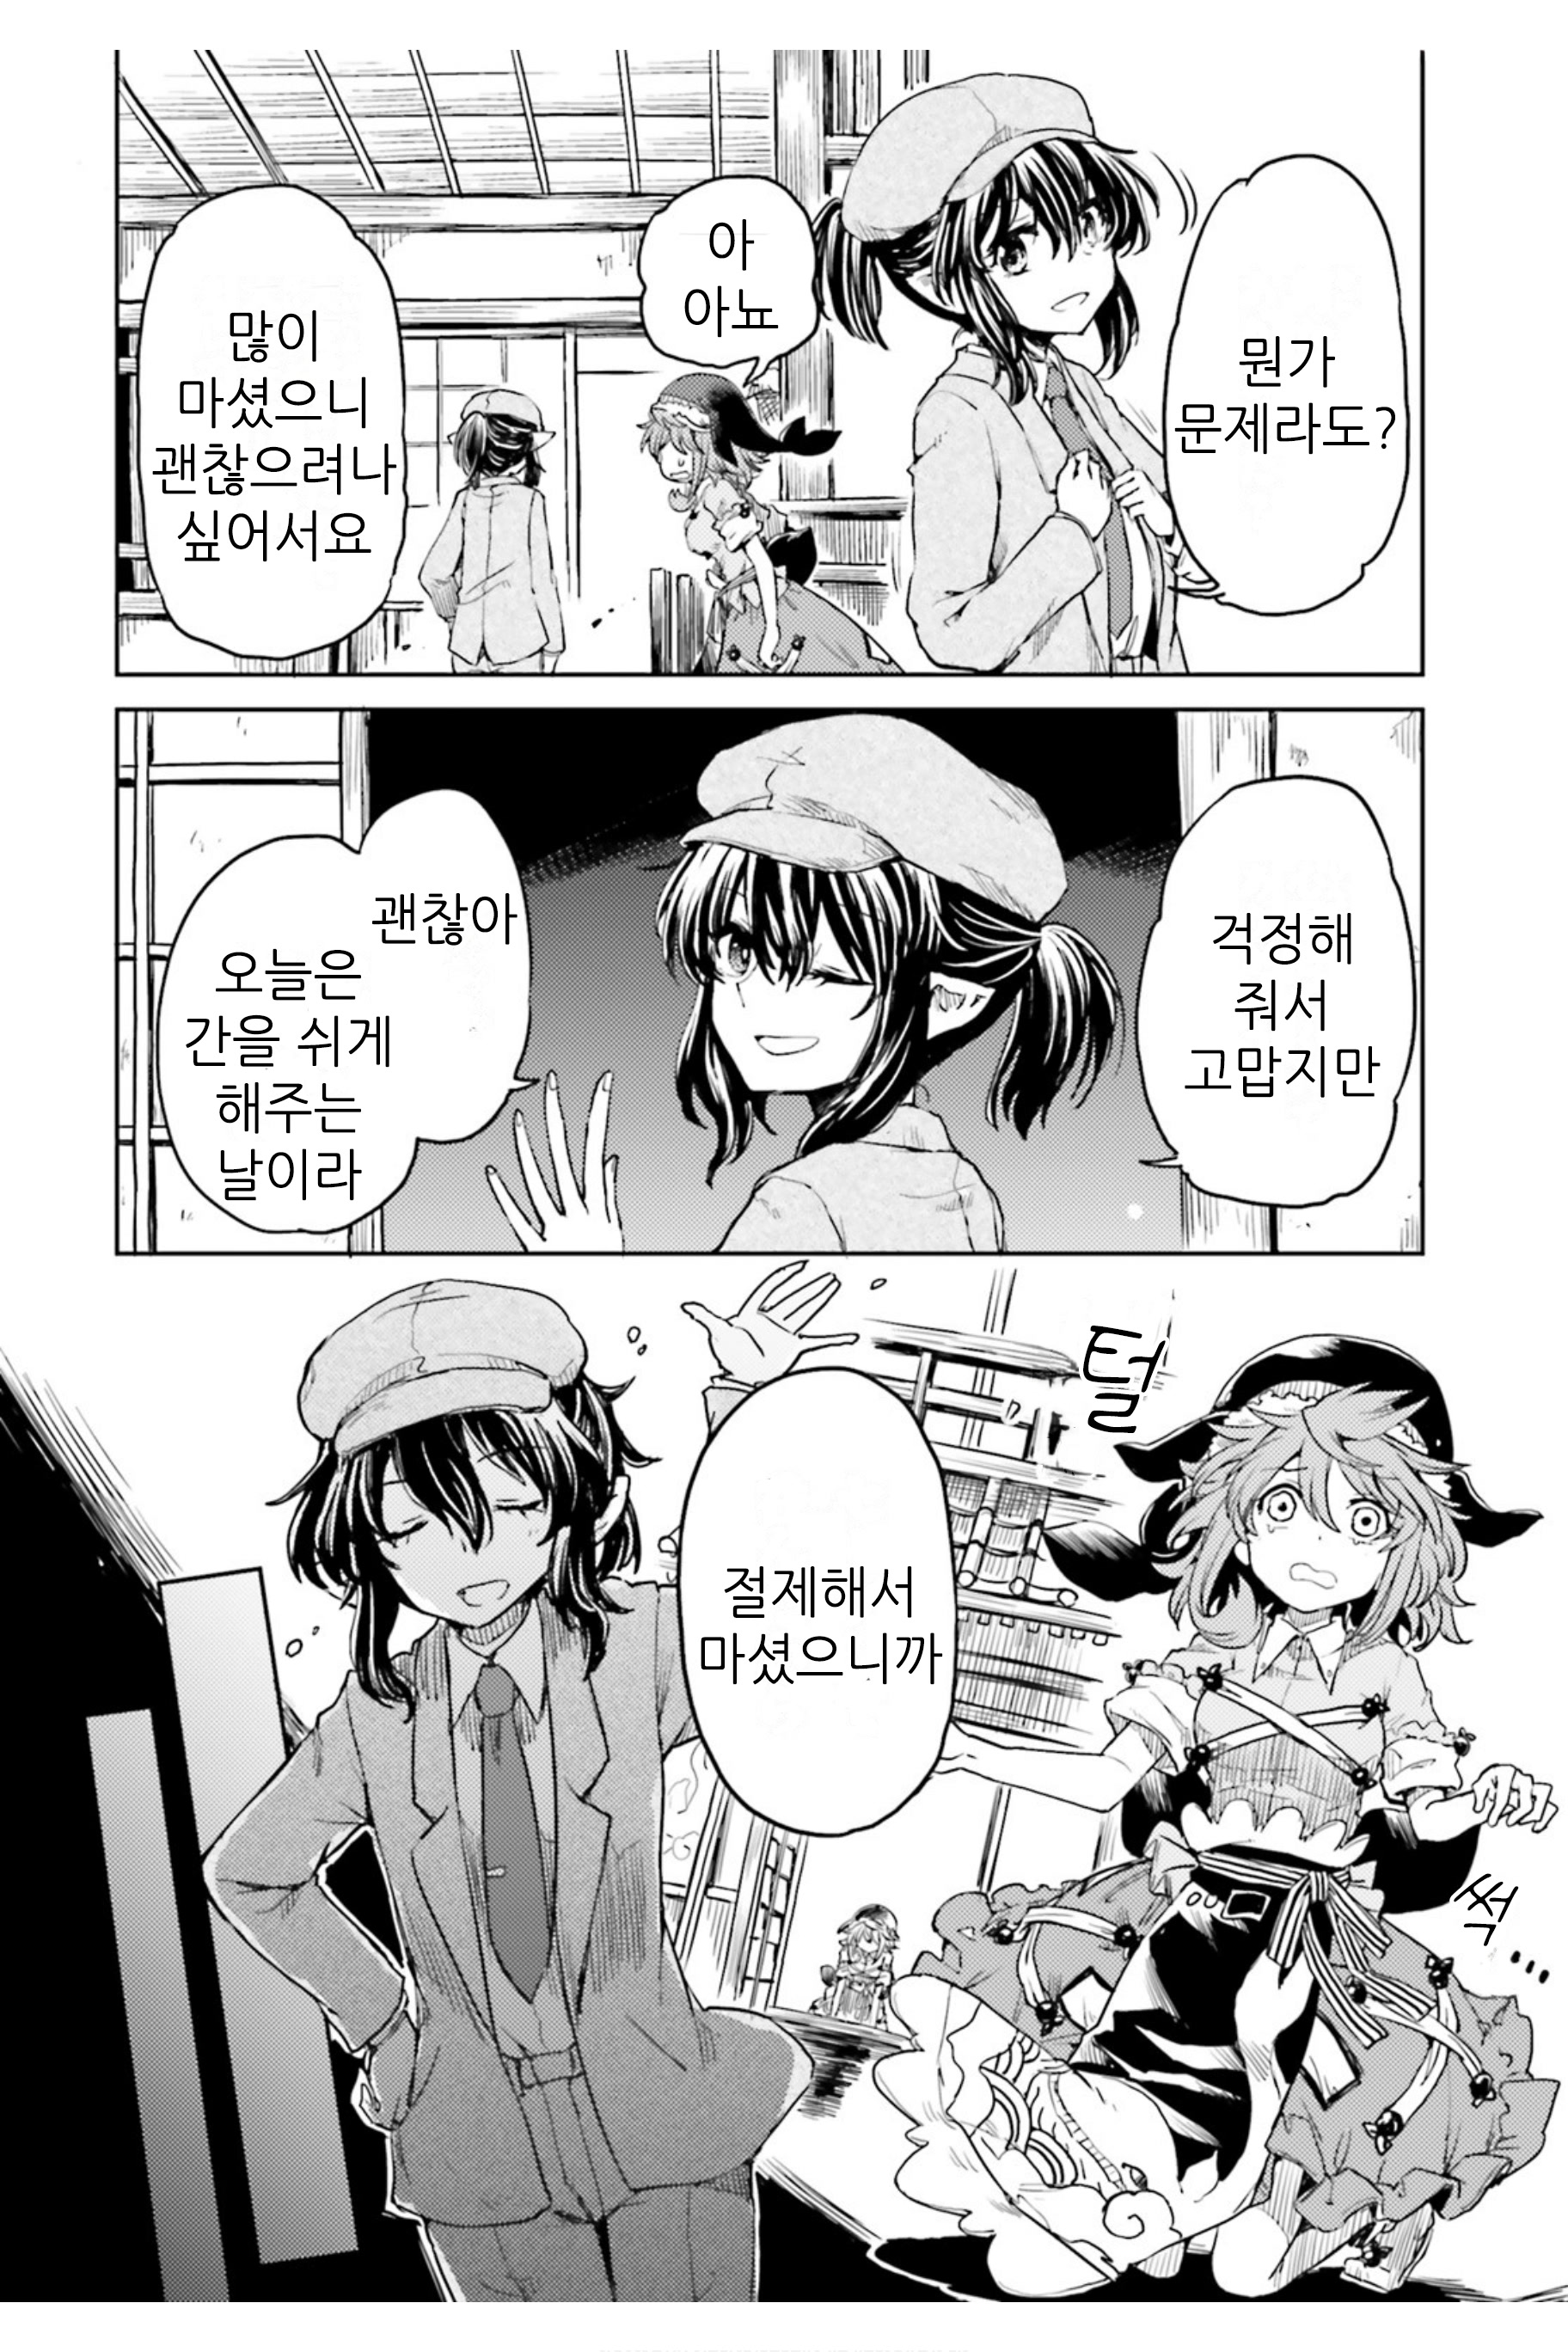 뭔가
문제라도?
아
아뇨
많이
마셨으니
괜찮으려나
싶어서요
걱정해
줘서
고맙지만
괜찮아
오늘은
간을 쉬게
해주는
날이라
털
절제해서
마셨으니까
썩…